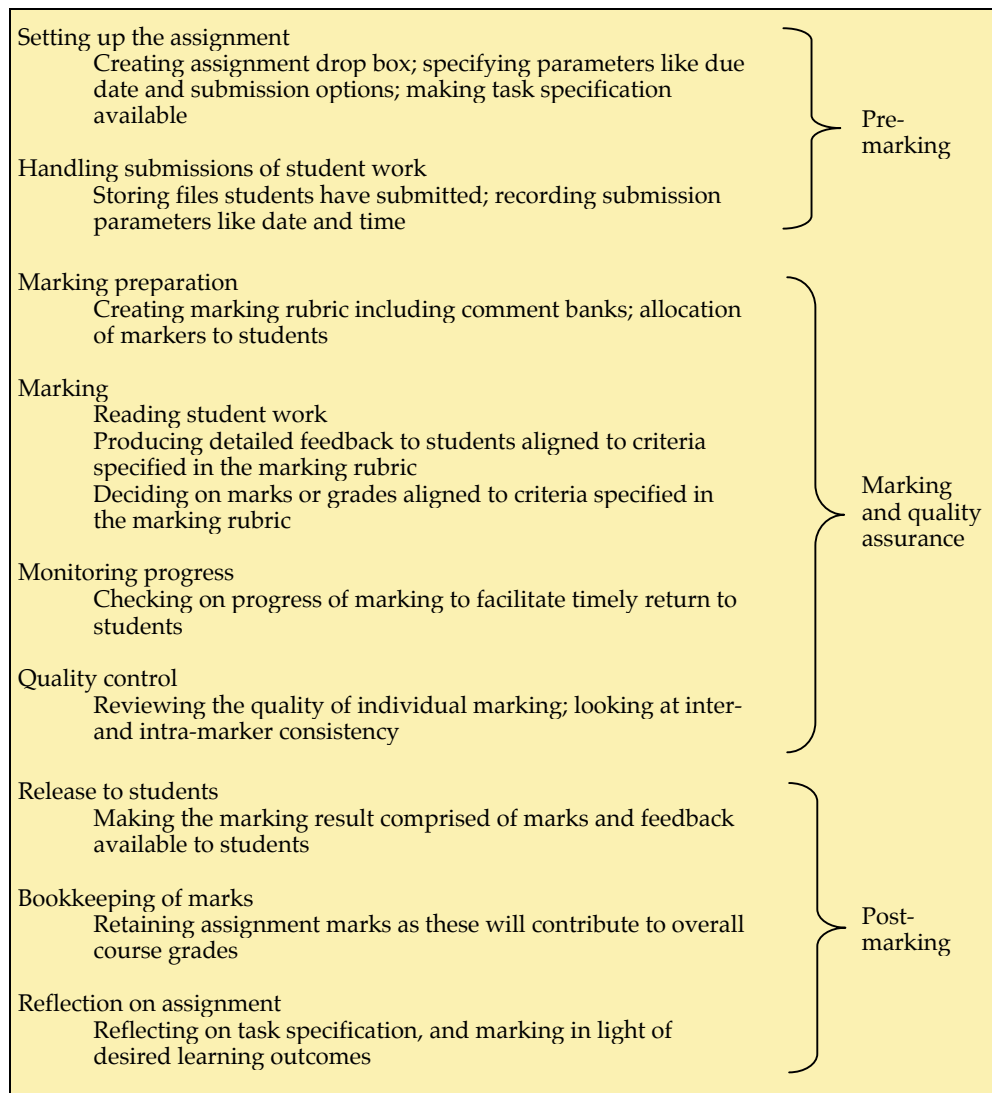 Setting up the assignment
Creating assignment drop box; specifying parameters like due
date and submission options; making task specification
available
Pre-
marking
Handling submissions of student work
Storing files students have submitted; recording submission
parameters like date and time
Marking preparation
Creating marking rubric including comment banks; allocation
of markers to students
Marking
Reading student work
Producing detailed feedback to students aligned to criteria
specified in the marking rubric
Deciding on marks or grades aligned to criteria specified in
the marking rubric
Marking
and quality
assurance
Monitoring progress
Checking on progress of marking to facilitate timely return to
students
Quality control
Reviewing the quality of individual marking; looking at inter-
and intra-marker consistency
Release to students
Making the marking result comprised of marks and feedback
available to students
Bookkeeping of marks
Retaining assignment marks as these will contribute to overall
course grades
Post-
marking
Reflection on assignment
Reflecting on task specification, and marking in light of
desired learning outcomes